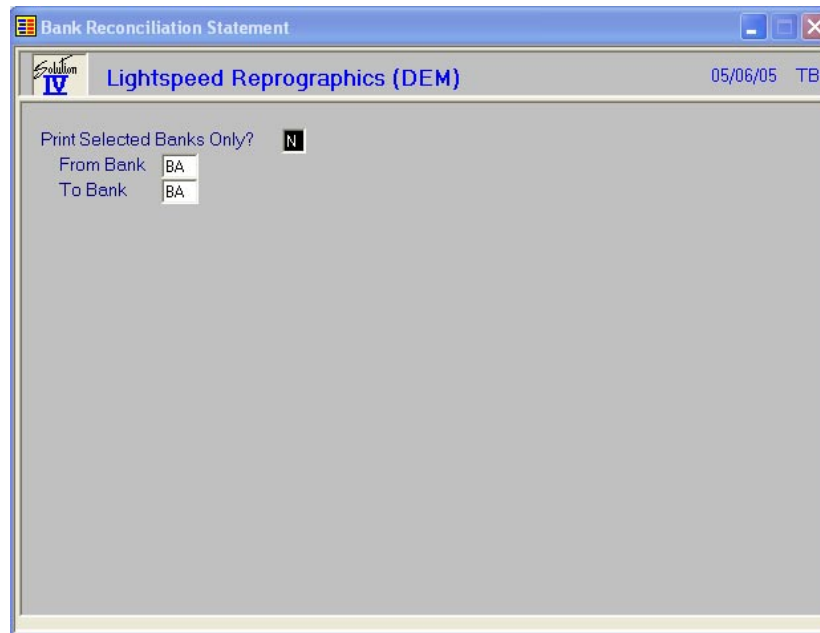 Bank Reconciliation Statement
Solution
IV
Lightspeed Reprographics (DEM)
05/06/05 TB
Print Selected Banks Only? N
From Bank BA
To Bank BA